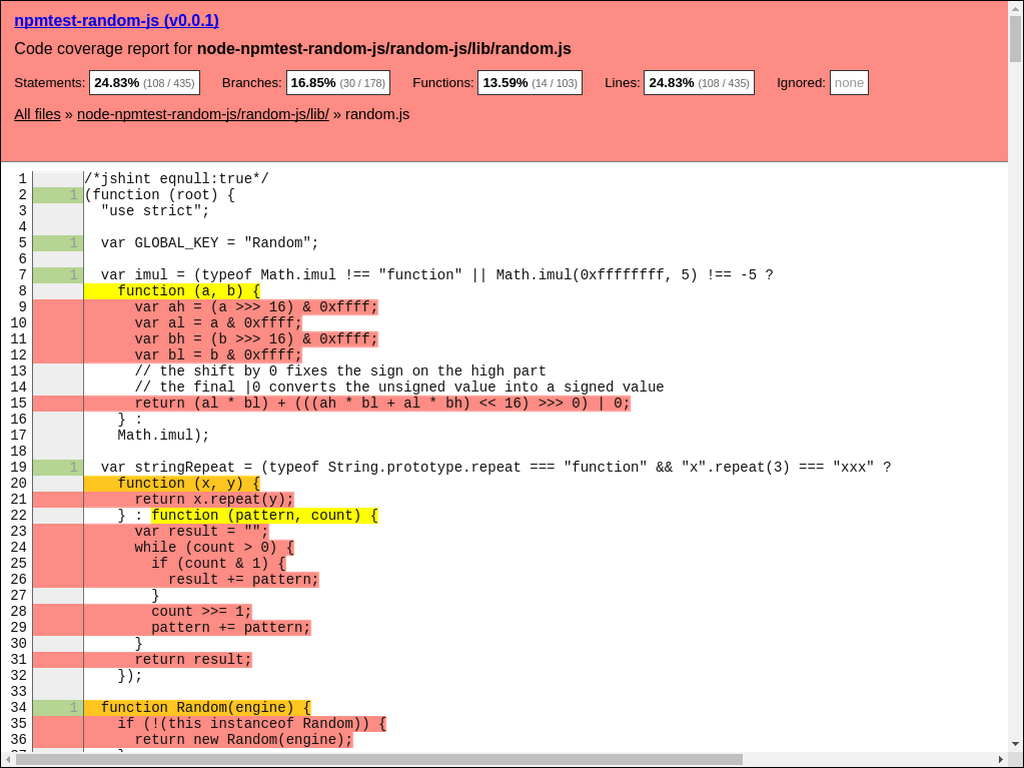 npmtest-random-js (v0.0.1)
Code coverage report for node-npmtest-random-js/random-js/lib/random.js
Statements: 24.83% (108 / 435) Branches: 16.85% (30 / 178) Functions: 13.59% (14 / 103) Lines: 24.83% (108 / 435) Ignored: none
All files » node-npmtest-random-js/random-js/lib/ » random.js
1 /*jshint eqnull:true*/
2 1 (function (root) {
3 "use strict";
4
5 1 var GLOBAL_KEY = "Random";
6
7 1 var imul = (typeof Math.imul !== "function" || Math.imul(0xffffffff, 5) !== -5 ?
8 function (a, b) {
9 var ah = (a >>> 16) & 0xffff;
10 var al = a & 0xffff;
11 var bh = (b >>> 16) & 0xffff;
12 var bl = b & 0xffff;
13 // the shift by 0 fixes the sign on the high part
14 // the final |0 converts the unsigned value into a signed value
15 return (al * bl) + (((ah * bl + al * bh) << 16) >>> 0) | 0;
16 } :
17 Math.imul);
18
19 1 var stringRepeat = (typeof String.prototype.repeat === "function" && "x".repeat(3) === "xxx" ?
20 function (x, y) {
21 return x.repeat(y);
22 } : function (pattern, count) {
23 var result = "";
24 while (count > 0) {
25 if (count & 1) {
26 result += pattern;
27 }
28 count >>= 1;
29 pattern += pattern;
30 }
31 return result;
32 });
33
34 1 function Random(engine) {
35 if (!(this instanceof Random)) {
36 return new Random(engine);